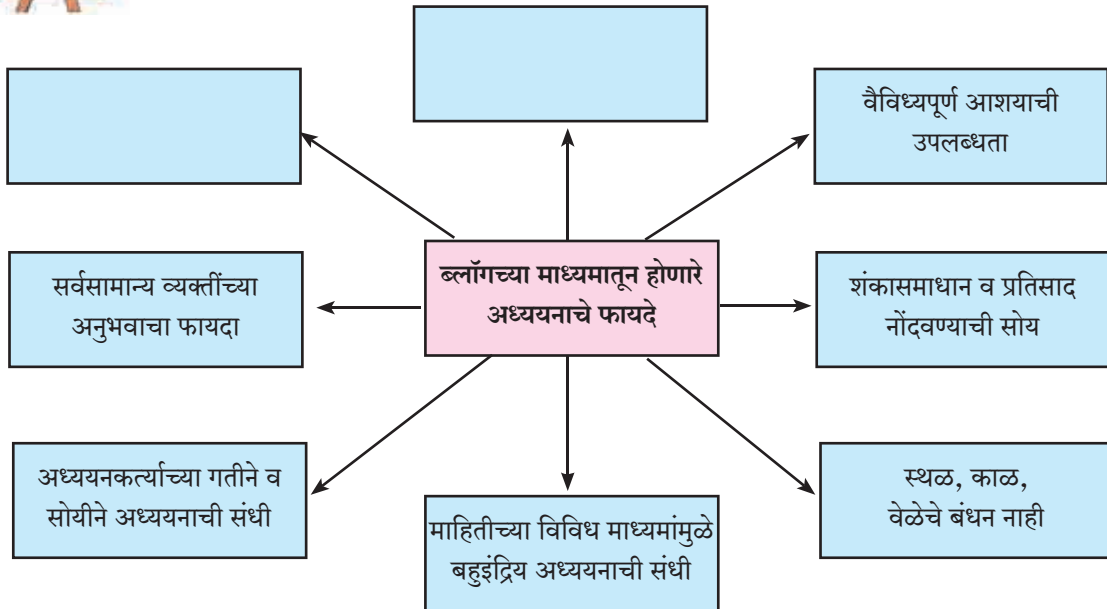 वैविध्यपूर्ण आशयाची
उपलब्धता
ब्लॉगच्या माध्यमातून होणारे
अध्ययनाचे फायदे
सर्वसामान्य व्यक्तींच्या
अनुभवाचा फायदा
शंकासमाधान व प्रतिसाद
नोंदवण्याची सोय
अध्ययनकर्त्याच्या गतीने व
सोयीने अध्ययनाची संधी
माहितीच्या विविध माध्यमांमुळे
बहुइंद्रिय अध्ययनाची संधी
स्थळ, काळ,
वेळेचे बंधन नाही